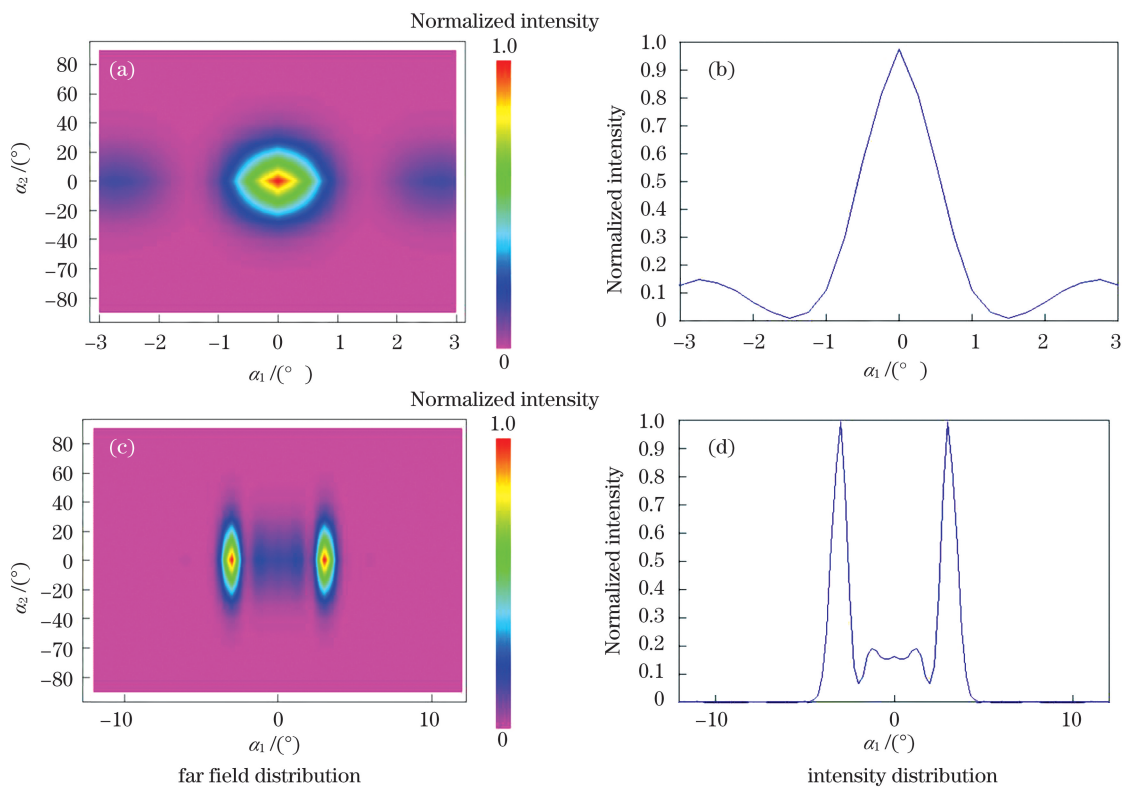 Normalized intensity
1.0
0
(a)
80
60
40
20
0
−20
−40
−70
−80
α2 /(°)
−3 −2 −1 0 1 2 3
α1 /(° )
(b)
1.0
0.9
0.8
0.7
0.6
0.5
0.4
0.3
0.2
0.1
0
Normalized intensity
−3 −2 −1 0 1 2 3
α1 /(° )
Normalized intensity
1.0
0
(c)
80
60
40
20
0
−20
−40
−70
−80
α2 /(°)
−10 0 10
α1 /(°)
far field distribution
(d)
1.0
0.9
0.8
0.7
0.6
0.5
0.4
0.3
0.2
0.1
0
Normalized intensity
−10 0 10
α1 /(°)
intensity distribution